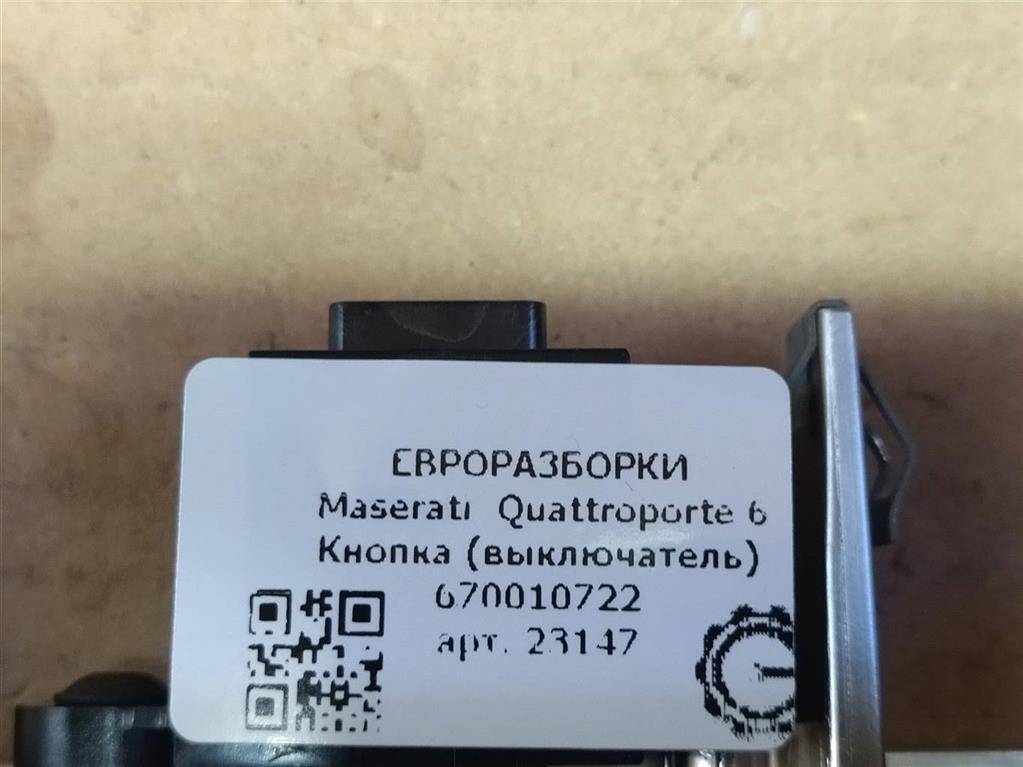 ЕВРОРАЗБОРКИ
Maserati Quattroporte 6
Кнопка (выключатель)
670010722
арт. 23147